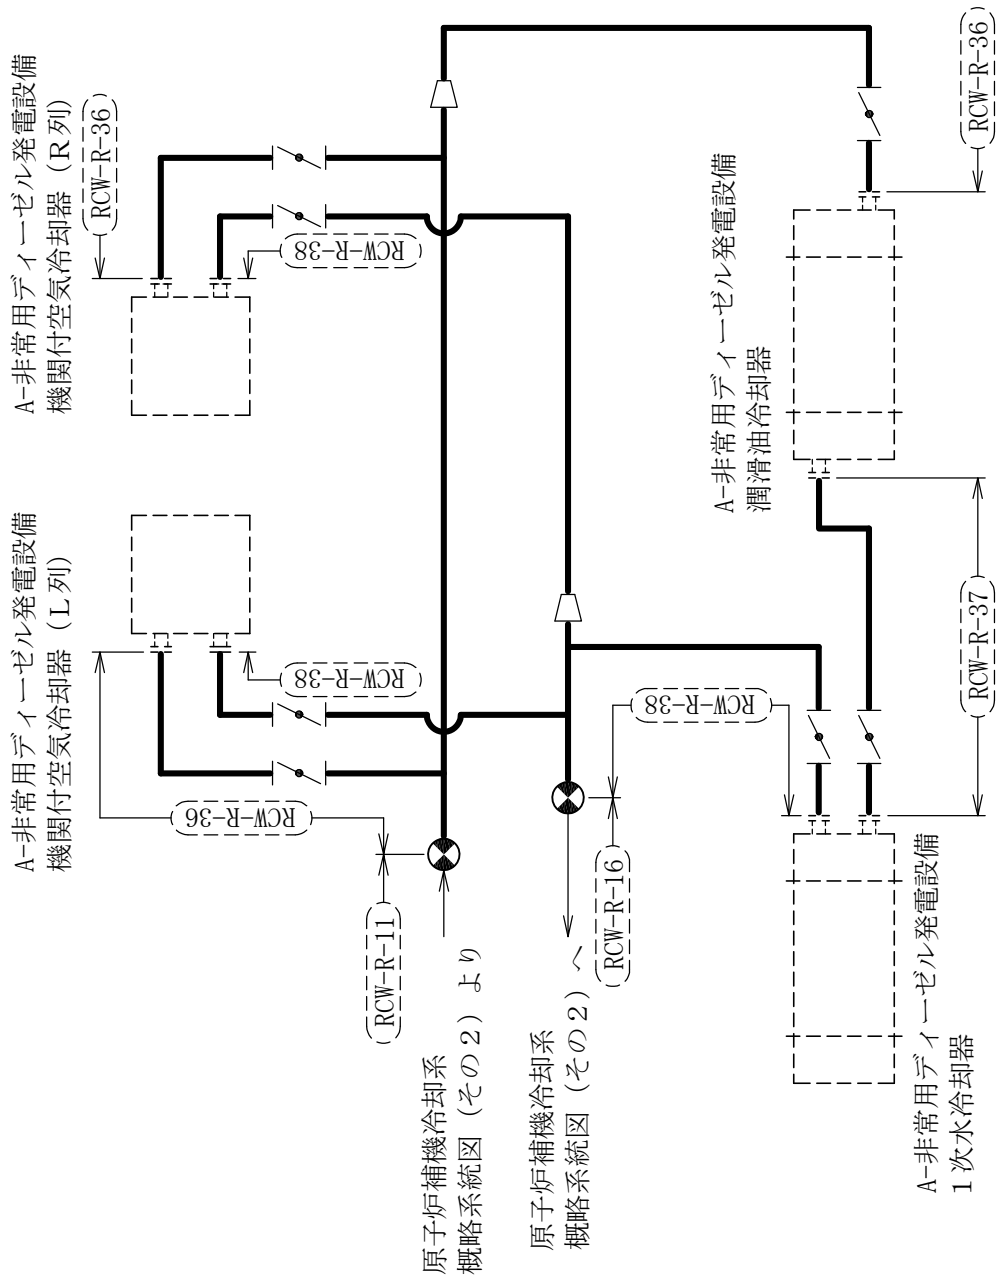 A-非常用ディーゼル発電設備
機関付空気冷却器（L列）
A-非常用ディーゼル発電設備
機関付空気冷却器（R列）
RCW-R-36
RCW-R-38
RCW-R-36
RCW-R-38
RCW-R-11
原子炉補機冷却系
概略系統図（その２）より
原子炉補機冷却系
概略系統図（その２）へ
RCW-R-16
RCW-R-38
A-非常用ディーゼル発電設備
潤滑油冷却器
A-非常用ディーゼル発電設備
１次水冷却器
RCW-R-37
RCW-R-36